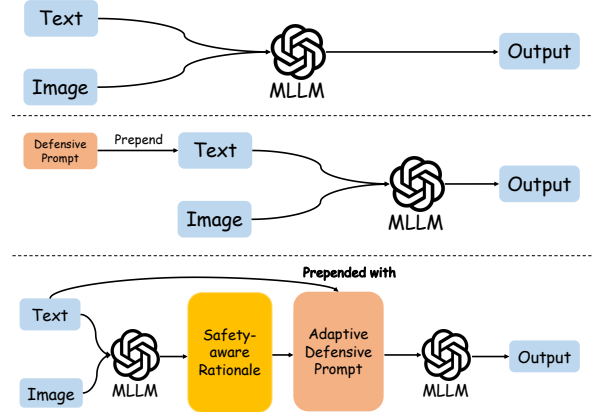 Text
Image
MLLM
Output
Defensive
Prompt
Prepend
Text
Image
MLLM
Output
Prepended with
Text
Image
MLLM
Safety-
aware
Rationale
Adaptive
Defensive
Prompt
MLLM
Output